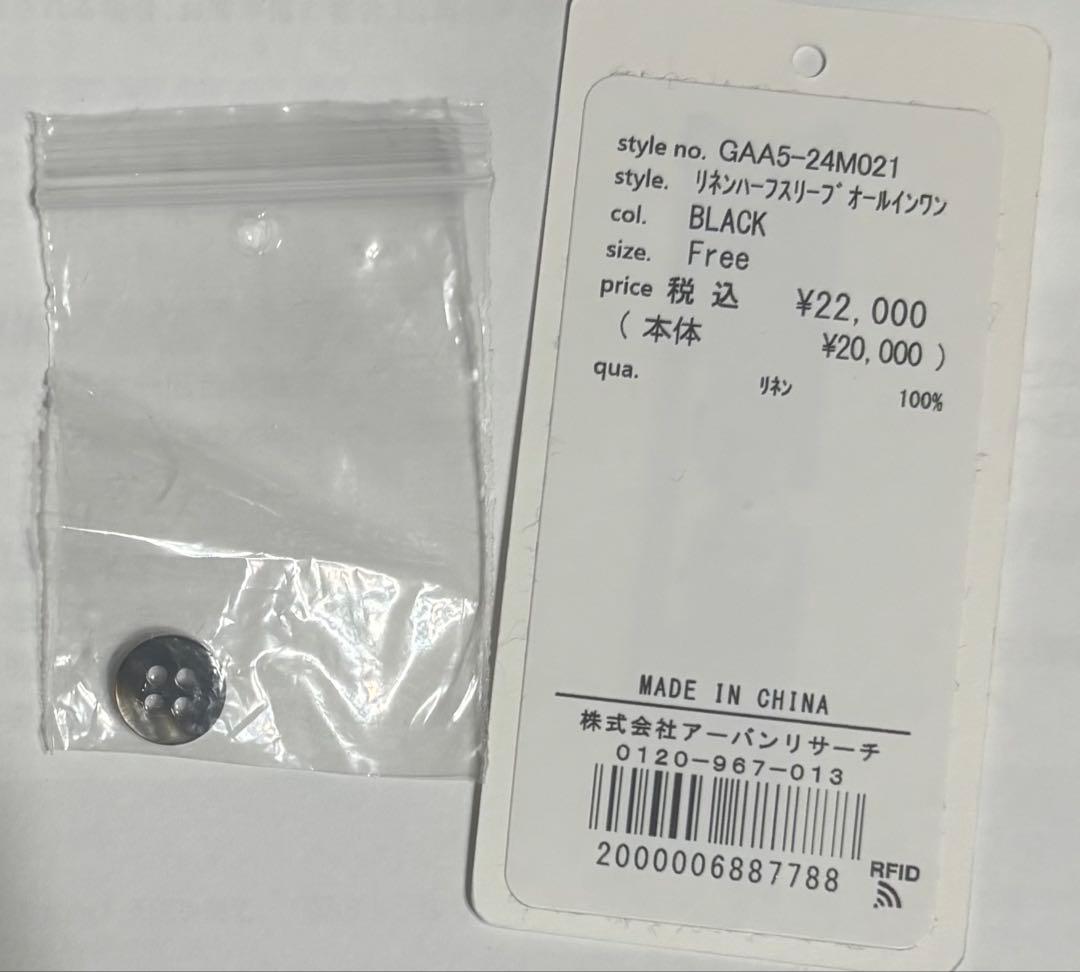 style no. GAA5-24M021
style. ﾘﾈﾝﾊｰﾌｽﾘｰﾌﾞｵｰﾙｲﾝﾜﾝ
col. BLACK
size. Free
price 税 込 ¥22,000
( 本体 ¥20,000 )
qua. ﾘﾈﾝ 100%
MADE IN CHINA
株式会社アーバンリサーチ
0120-967-013
2000006887788
RFID